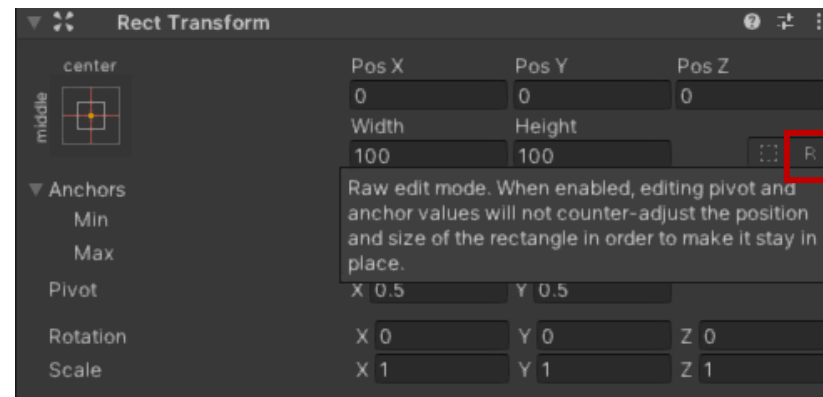 Rect Transform
center
middle
Pos X Pos Y Pos Z
0 0 0
Width Height
100 100
R
Anchors
Min
Max
Raw edit mode. When enabled, editing pivot and
anchor values will not counter-adjust the position
and size of the rectangle in order to make it stay in
place.
Pivot X 0.5 Y 0.5
Rotation X 0 Y 0 Z 0
Scale X 1 Y 1 Z 1